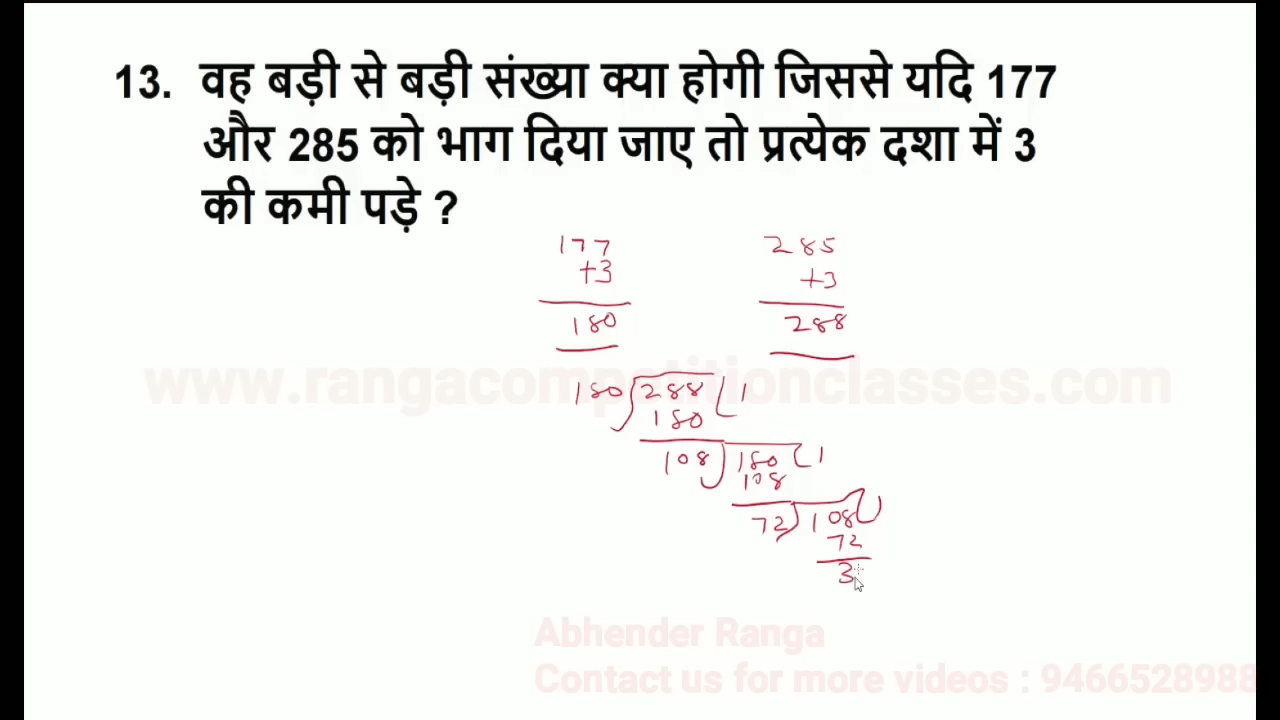 13. वह बड़ी से बड़ी संख्या क्या होगी जिससे यदि 177
और 285 को भाग दिया जाए तो प्रत्येक दशा में 3
की कमी पड़े ?
177 285
+3 +3
180 288
www.rangacompetitionclasses.com
180 288 1
180
108 180 1
108
72 108 1
72
3
Abhender Ranga
Contact us for more videos : 9466528988